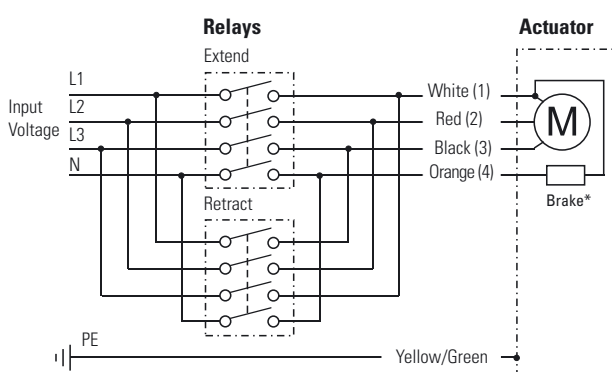 Relays
Actuator
Extend
Input
Voltage
L1
L2
L3
N
White (1)
Red (2)
Black (3)
Orange (4)
M
Brake*
Retract
PE
Yellow/Green